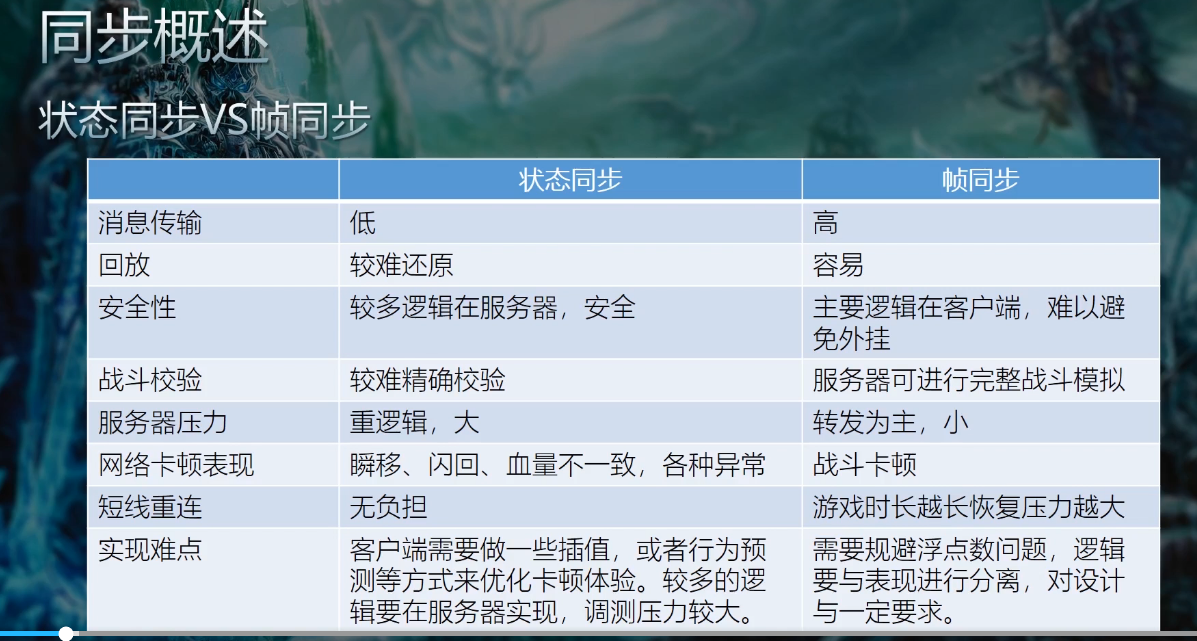 同步概述
状态同步VS帧同步
状态同步 帧同步
消息传输 低 高
回放 较难还原 容易
安全性 较多逻辑在服务器，安全 主要逻辑在客户端，难以避
免外挂
战斗校验 较难精确校验 服务器可进行完整战斗模拟
服务器压力 重逻辑，大 转发为主，小
网络卡顿表现 瞬移、闪回、血量不一致，各种异常 战斗卡顿
短线重连 无负担 游戏时长越长恢复压力越大
实现难点 客户端需要做一些插值，或者行为预 需要规避浮点数问题，逻辑
测等方式来优化卡顿体验。较多的逻 要与表现进行分离，对设计
辑要在服务器实现，调测压力较大。 与一定要求。